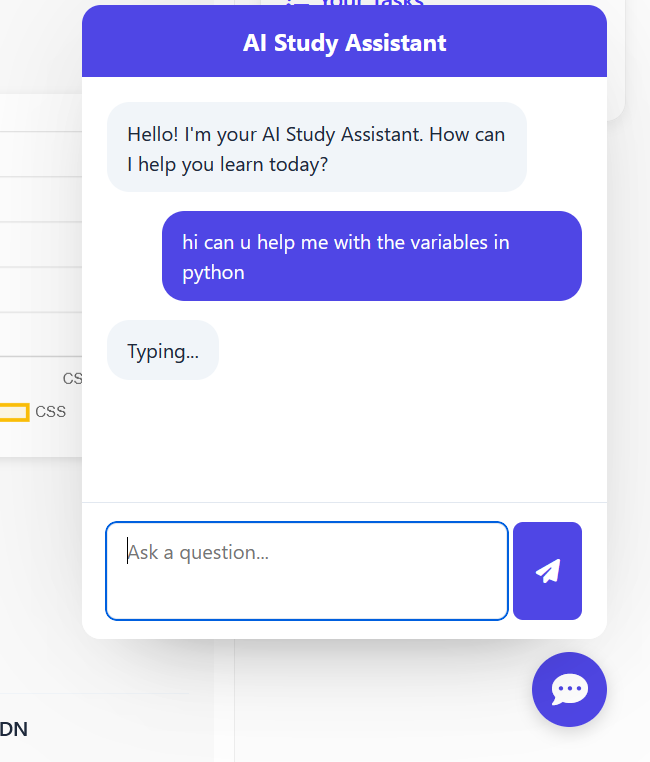 Your Tasks
AI Study Assistant
Hello! I'm your AI Study Assistant. How can
I help you learn today?
hi can u help me with the variables in
python
Typing...
CS
CSS
Ask a question...
DN